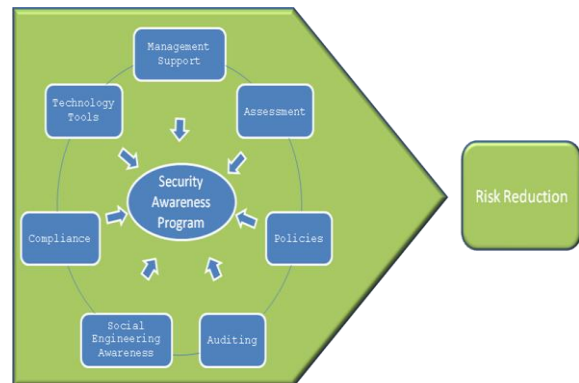 Management
Support
Technology
Tools
Assessment
Security
Awareness
Program
Risk Reduction
Compliance
Policies
Social
Engineering
Awareness
Auditing